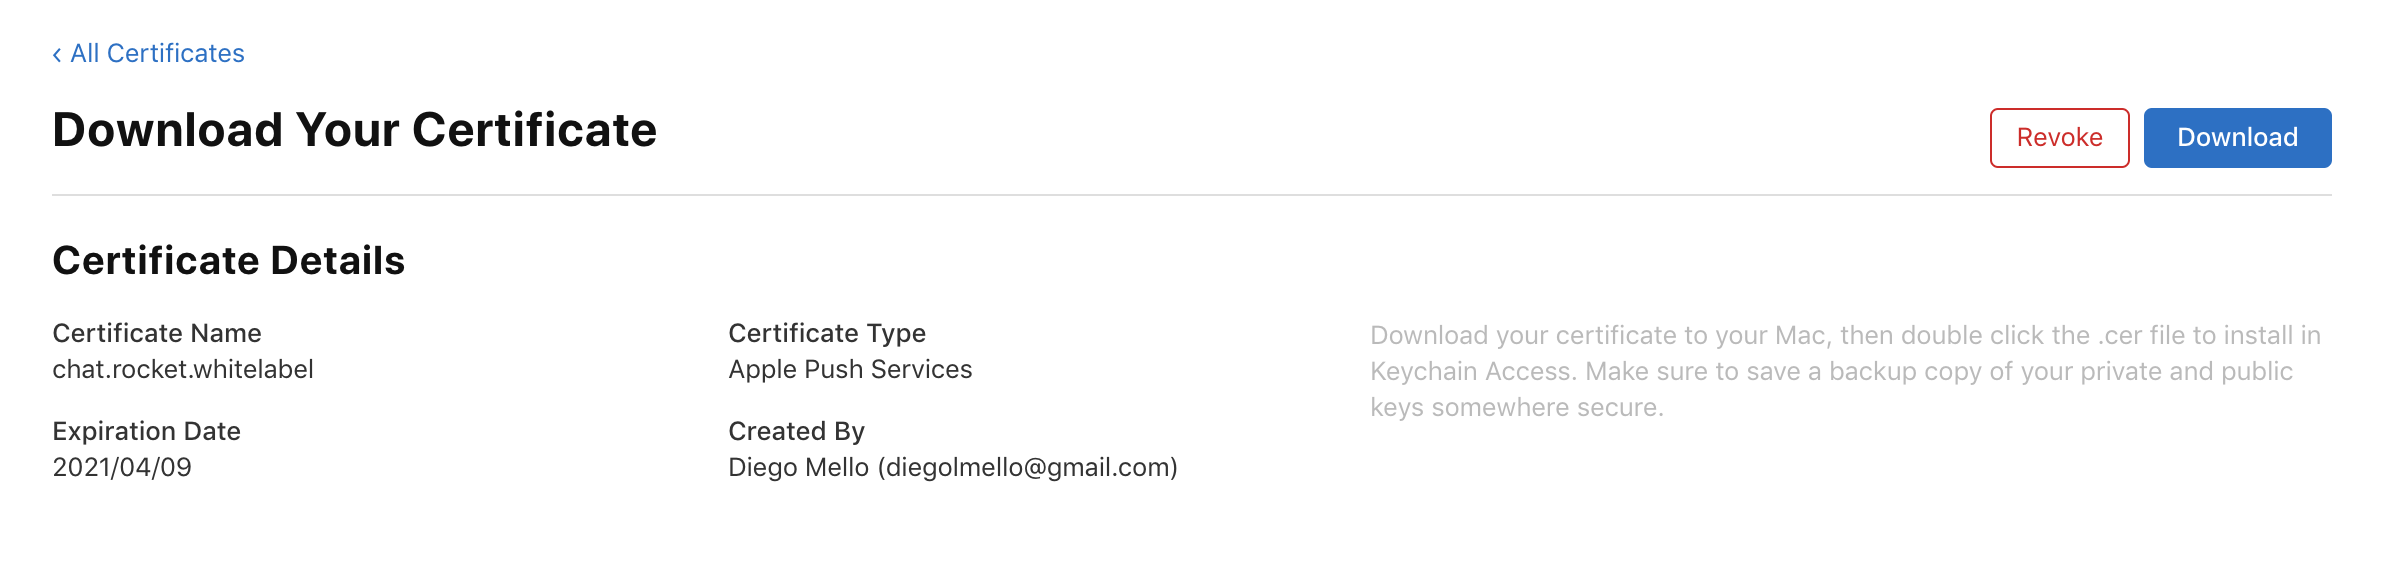 ‹ All Certificates
Download Your Certificate
Revoke
Download
Certificate Details
Certificate Name
chat.rocket.whitelabel
Certificate Type
Apple Push Services
Download your certificate to your Mac, then double click the .cer file to install in
Keychain Access. Make sure to save a backup copy of your private and public
keys somewhere secure.
Expiration Date
2021/04/09
Created By
Diego Mello (diegolmello@gmail.com)